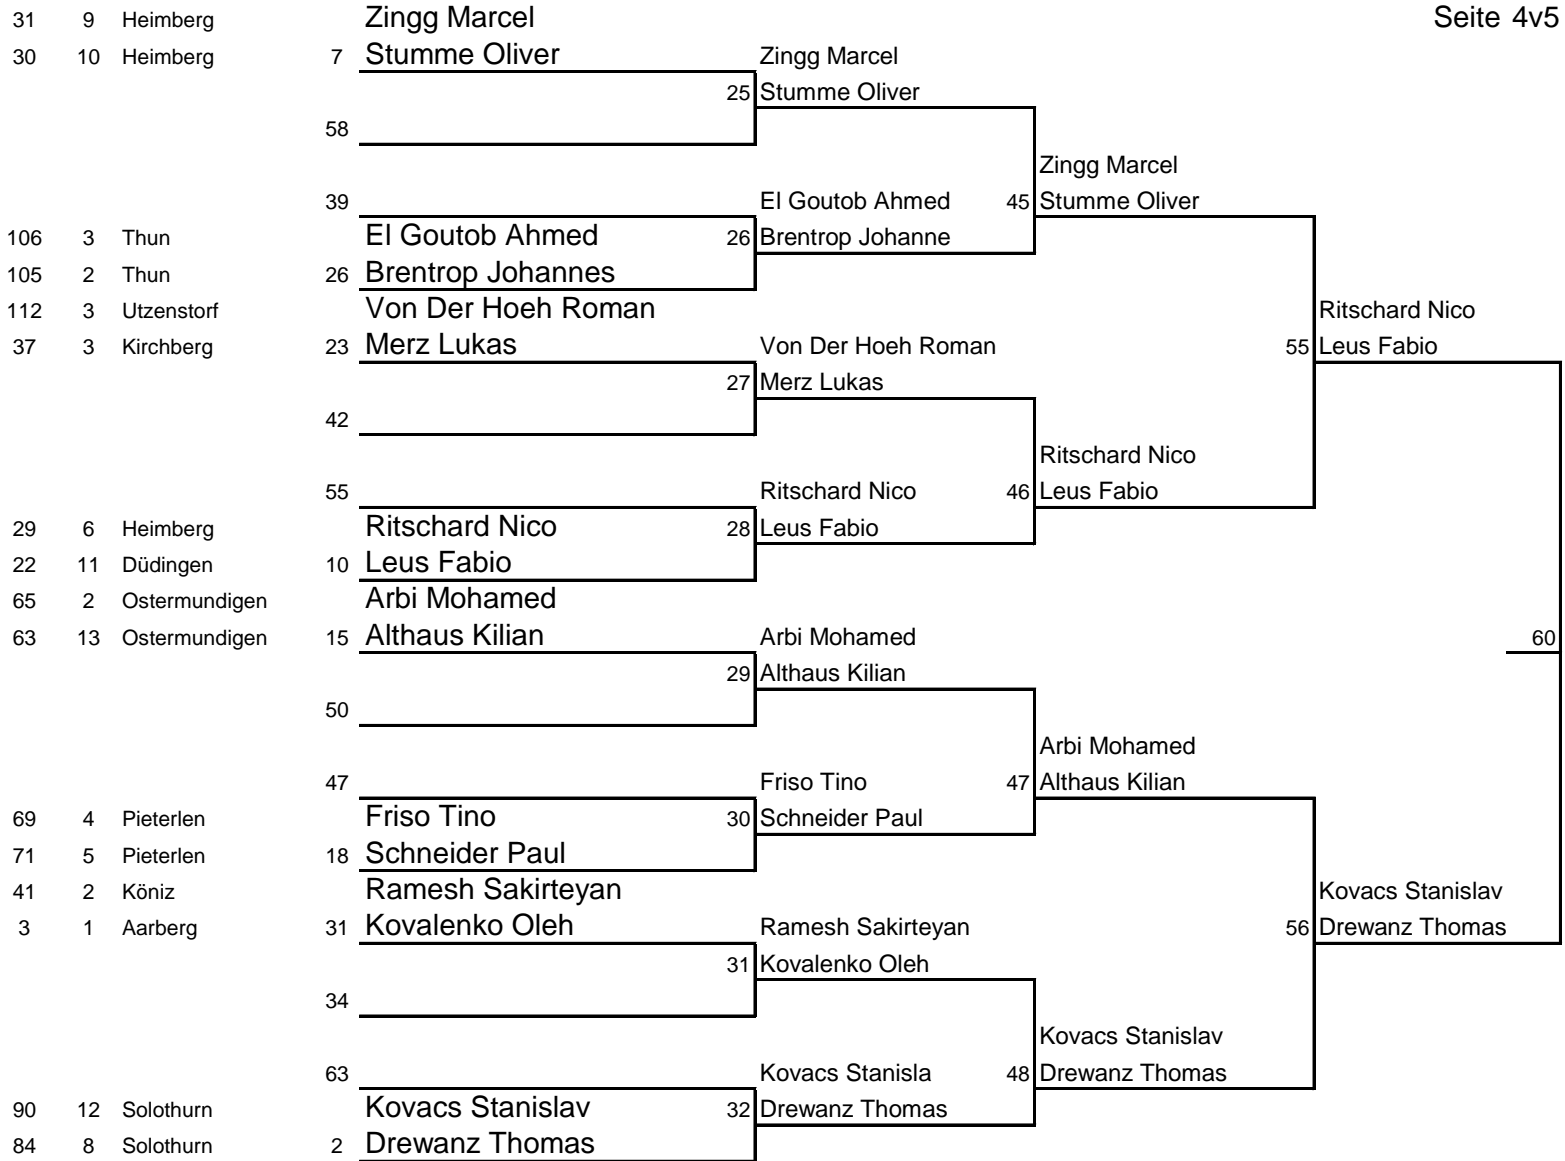 31 9 Heimberg Zingg Marcel Seite 4v5
30 10 Heimberg 7 Stumme Oliver Zingg Marcel
25 Stumme Oliver
58
Zingg Marcel
39 El Goutob Ahmed 45 Stumme Oliver
106 3 Thun El Goutob Ahmed 26 Brentrop Johanne
105 2 Thun 26 Brentrop Johannes
112 3 Utzenstorf Von Der Hoeh Roman Ritschard Nico
37 3 Kirchberg 23 Merz Lukas Von Der Hoeh Roman 55 Leus Fabio
27 Merz Lukas
42
Ritschard Nico
55 Ritschard Nico 46 Leus Fabio
29 6 Heimberg Ritschard Nico 28 Leus Fabio
22 11 Düdingen 10 Leus Fabio
65 2 Ostermundigen Arbi Mohamed
63 13 Ostermundigen 15 Althaus Kilian Arbi Mohamed 60
29 Althaus Kilian
50
Arbi Mohamed
47 Friso Tino 47 Althaus Kilian
69 4 Pieterlen Friso Tino 30 Schneider Paul
71 5 Pieterlen 18 Schneider Paul
41 2 Köniz Ramesh Sakirteyan Kovacs Stanislav
3 1 Aarberg 31 Kovalenko Oleh Ramesh Sakirteyan 56 Drewanz Thomas
31 Kovalenko Oleh
34
Kovacs Stanislav
63 Kovacs Stanisla 48 Drewanz Thomas
90 12 Solothurn Kovacs Stanislav 32 Drewanz Thomas
84 8 Solothurn 2 Drewanz Thomas